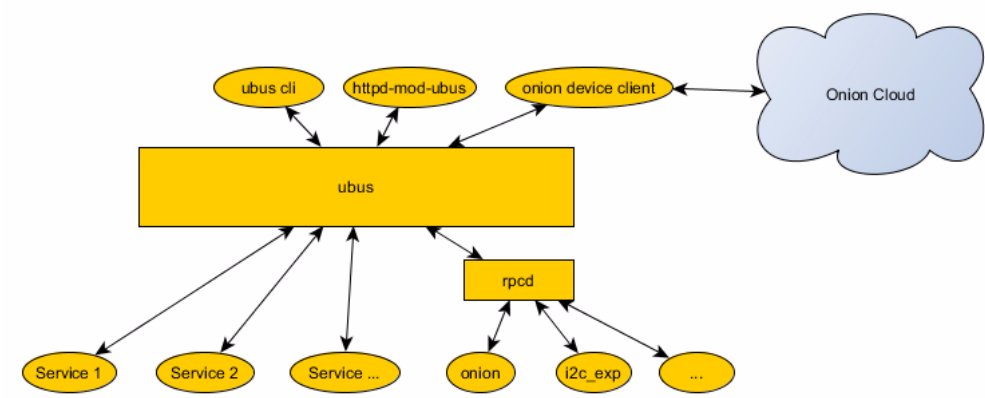 ubus cli
httpd-mod-ubus
onion device client
Onion Cloud
ubus
rpcd
Service 1
Service 2
Service ...
onion
i2c_exp
...